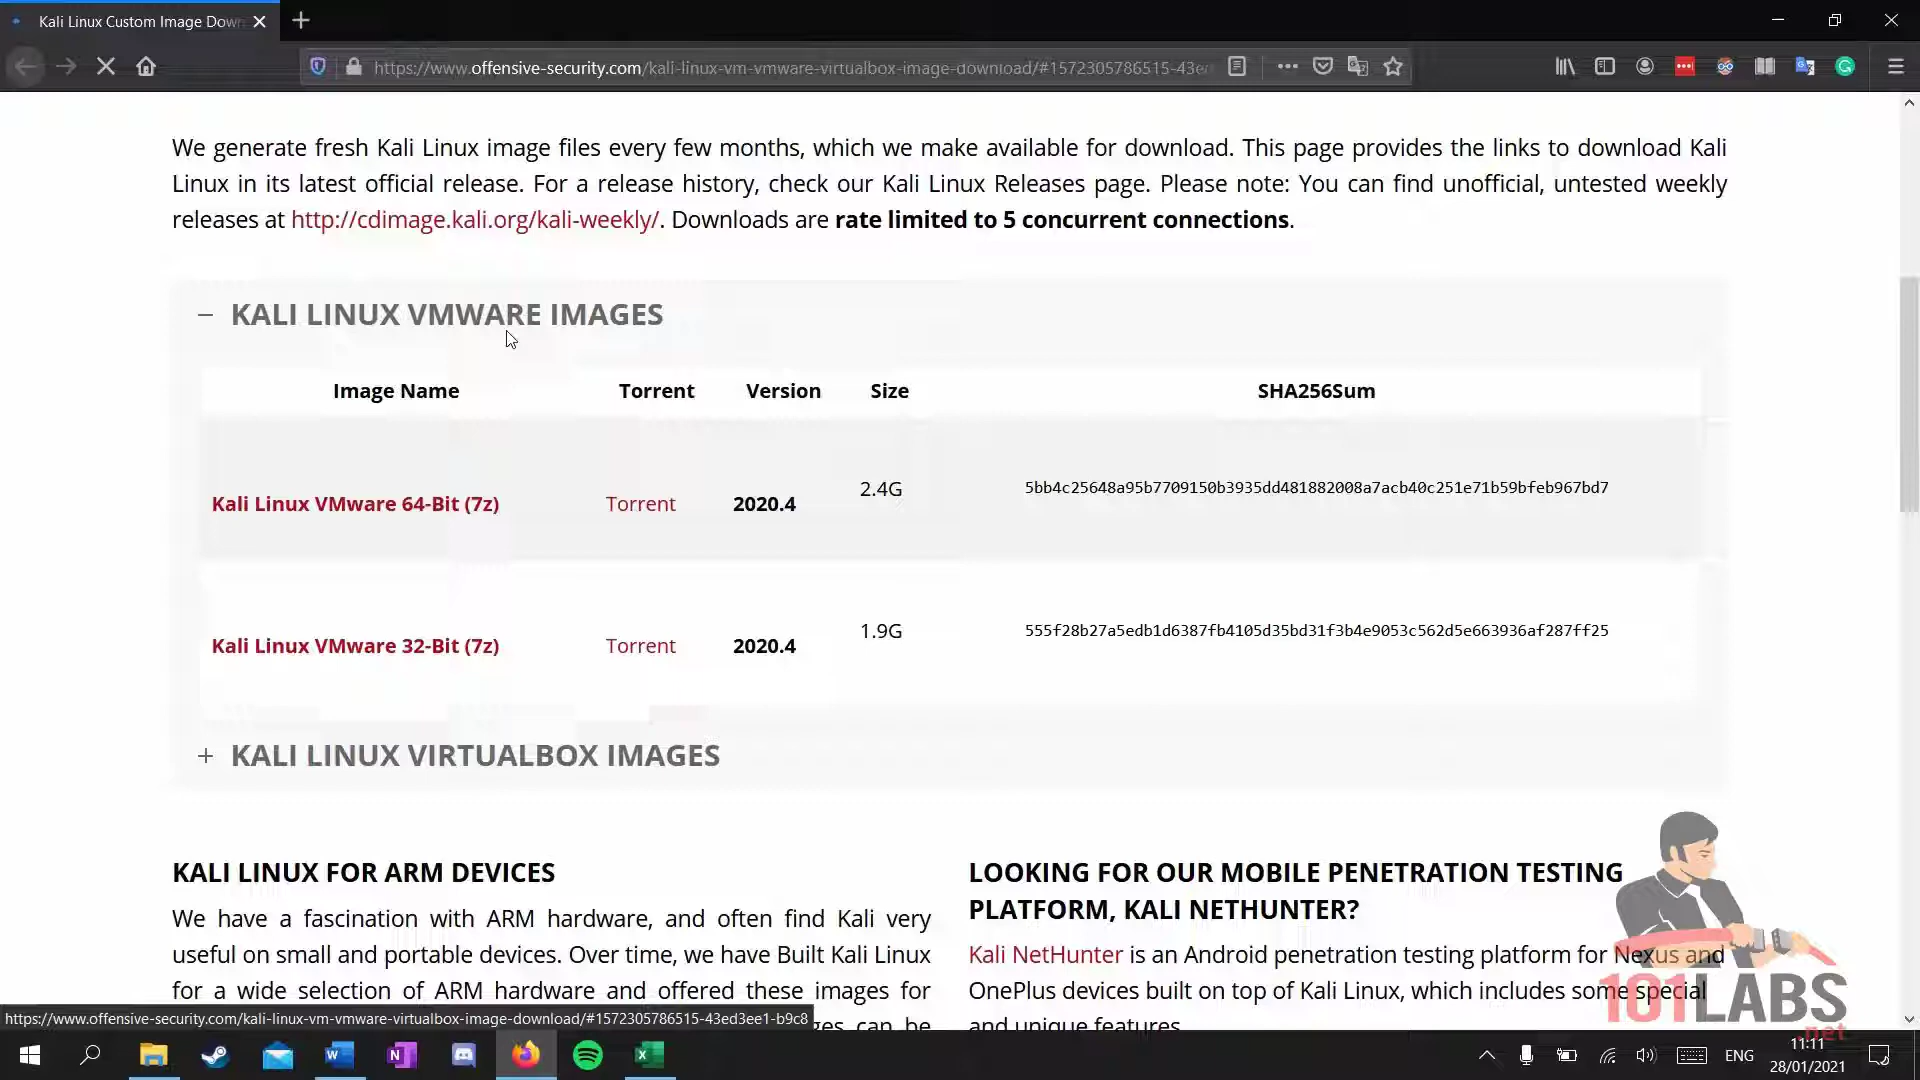 Kali Linux Custom Image Down
https://www.offensive-security.com/kali-linux-vm-vmware-virtualbox-image-download/#1572305786515-43e
We generate fresh Kali Linux image files every few months, which we make available for download. This page provides the links to download Kali
Linux in its latest official release. For a release history, check our Kali Linux Releases page. Please note: You can find unofficial, untested weekly
releases at http://cdimage.kali.org/kali-weekly/. Downloads are rate limited to 5 concurrent connections.
KALI LINUX VMWARE IMAGES
Image Name Torrent Version Size SHA256Sum
Kali Linux VMware 64-Bit (7z) Torrent 2020.4 2.4G 5bb4c25648a95b7709150b3935dd481882008a7acb40c251e71b59bfeb967bd7
Kali Linux VMware 32-Bit (7z) Torrent 2020.4 1.9G 555f28b27a5edb1d6387fb4105d35bd31f3b4e9053c562d5e663936af287ff25
KALI LINUX VIRTUALBOX IMAGES
KALI LINUX FOR ARM DEVICES
We have a fascination with ARM hardware, and often find Kali very
useful on small and portable devices. Over time, we have Built Kali Linux
for a wide selection of ARM hardware and offered these images for
can be
LOOKING FOR OUR MOBILE PENETRATION TESTING
PLATFORM, KALI NETHUNTER?
Kali NetHunter is an Android penetration testing platform for Nexus and
OnePlus devices built on top of Kali Linux, which includes some special
and unique features.
101LABS
.net
https://www.offensive-security.com/kali-linux-vm-vmware-virtualbox-image-download/#1572305786515-43ed3ee1-b9c8
ENG
11:11
28/01/2021